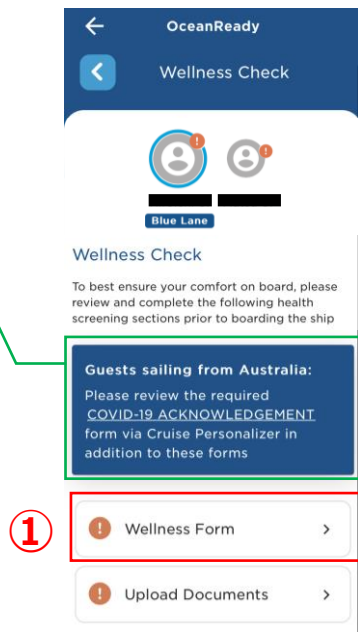 OceanReady
Wellness Check
!
!
Blue Lane
Wellness Check
To best ensure your comfort on board, please
review and complete the following health
screening sections prior to boarding the ship
Guests sailing from Australia:
Please review the required
COVID-19 ACKNOWLEDGEMENT
form via Cruise Personalizer in
addition to these forms
① ! Wellness Form >
! Upload Documents >